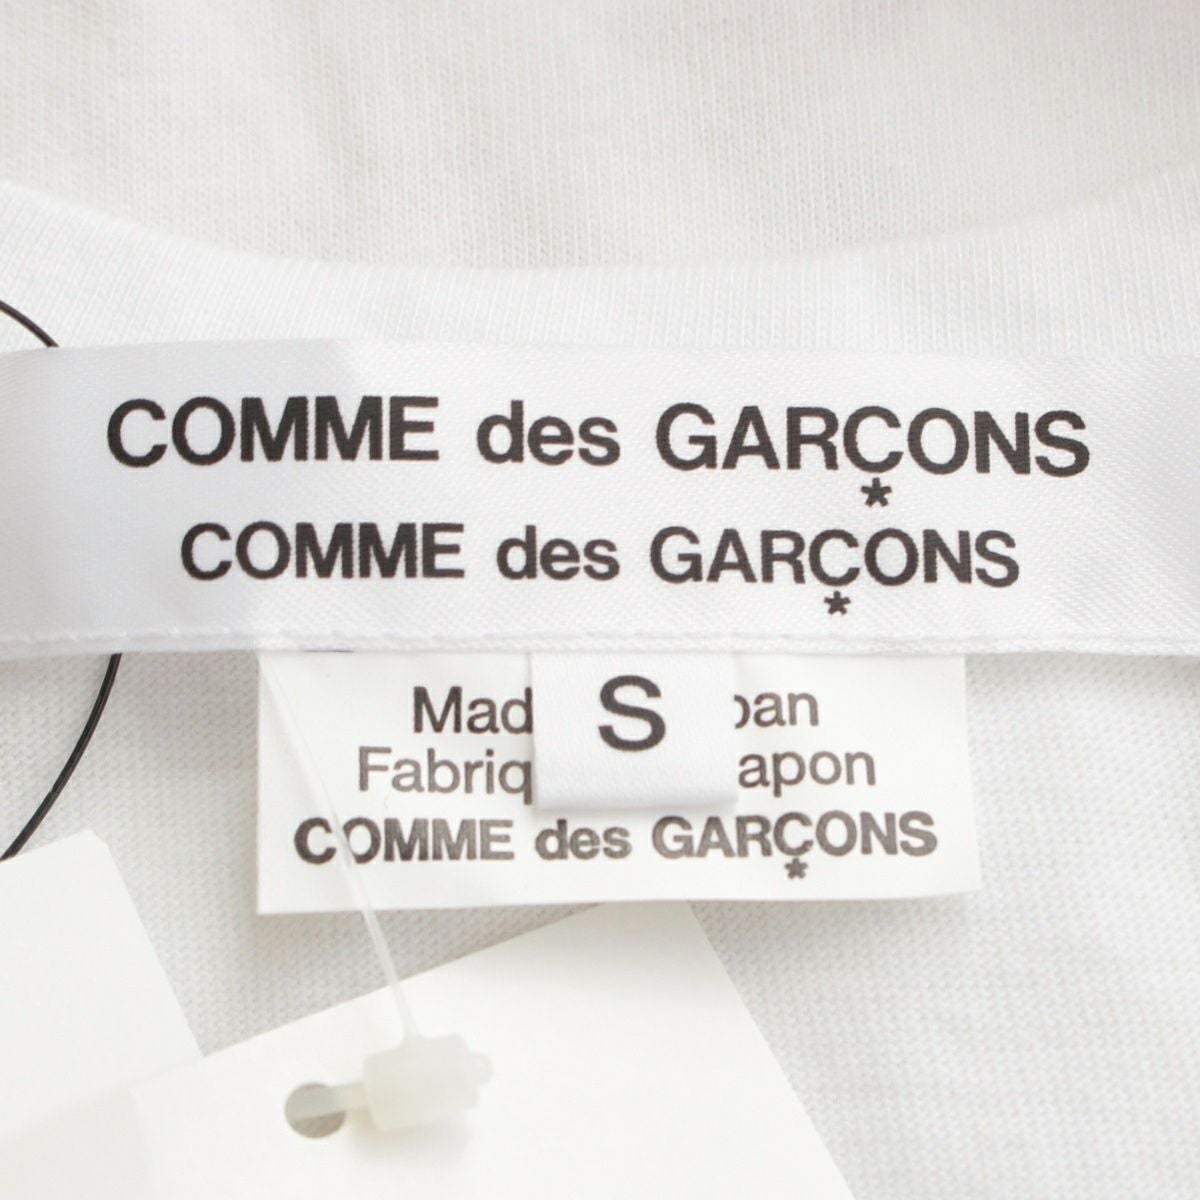 COMME des GARÇONS
*
COMME des GARÇONS
*
S
Mad pan
Fabriq apon
COMME des GARÇONS
*